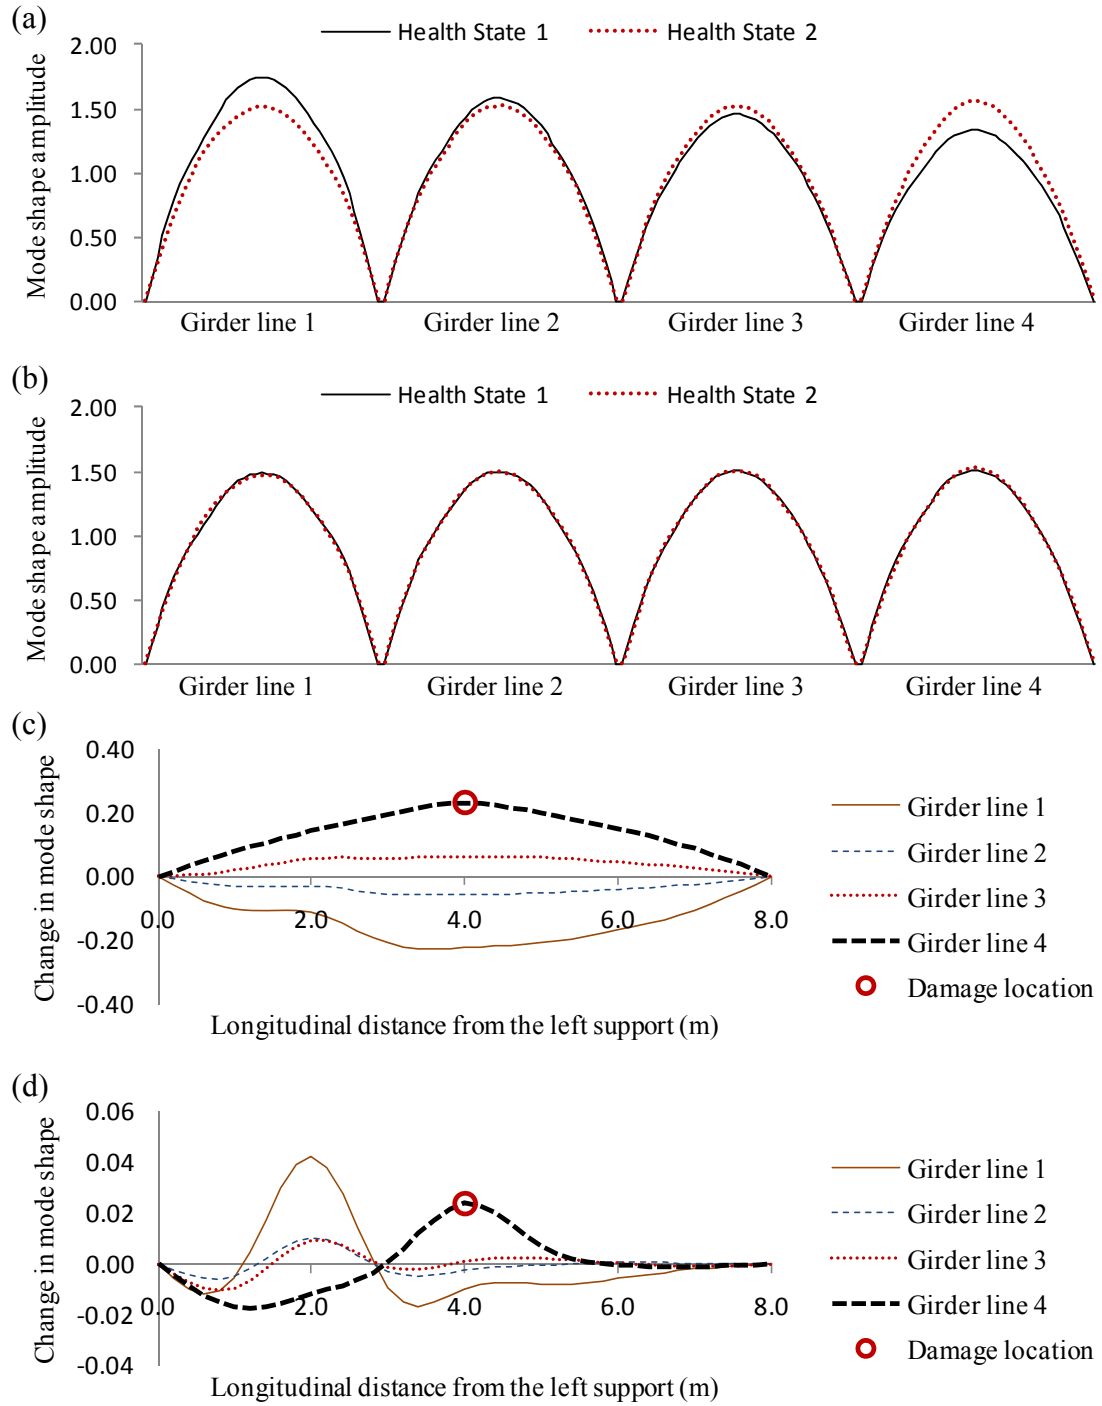 (a)
Health State 1
Health State 2
2.00
1.50
1.00
0.50
0.00
Mode shape amplitude
Girder line 1
Girder line 2
Girder line 3
Girder line 4
(b)
Health State 1
Health State 2
2.00
1.50
1.00
0.50
0.00
Mode shape amplitude
Girder line 1
Girder line 2
Girder line 3
Girder line 4
(c)
0.40
0.20
0.00
-0.20
-0.40
Change in mode shape
0.0
2.0
4.0
6.0
8.0
Longitudinal distance from the left support (m)
Girder line 1
Girder line 2
Girder line 3
Girder line 4
Damage location
(d)
0.06
0.04
0.02
0.00
-0.02
-0.04
Change in mode shape
0.0
2.0
4.0
6.0
8.0
Longitudinal distance from the left support (m)
Girder line 1
Girder line 2
Girder line 3
Girder line 4
Damage location